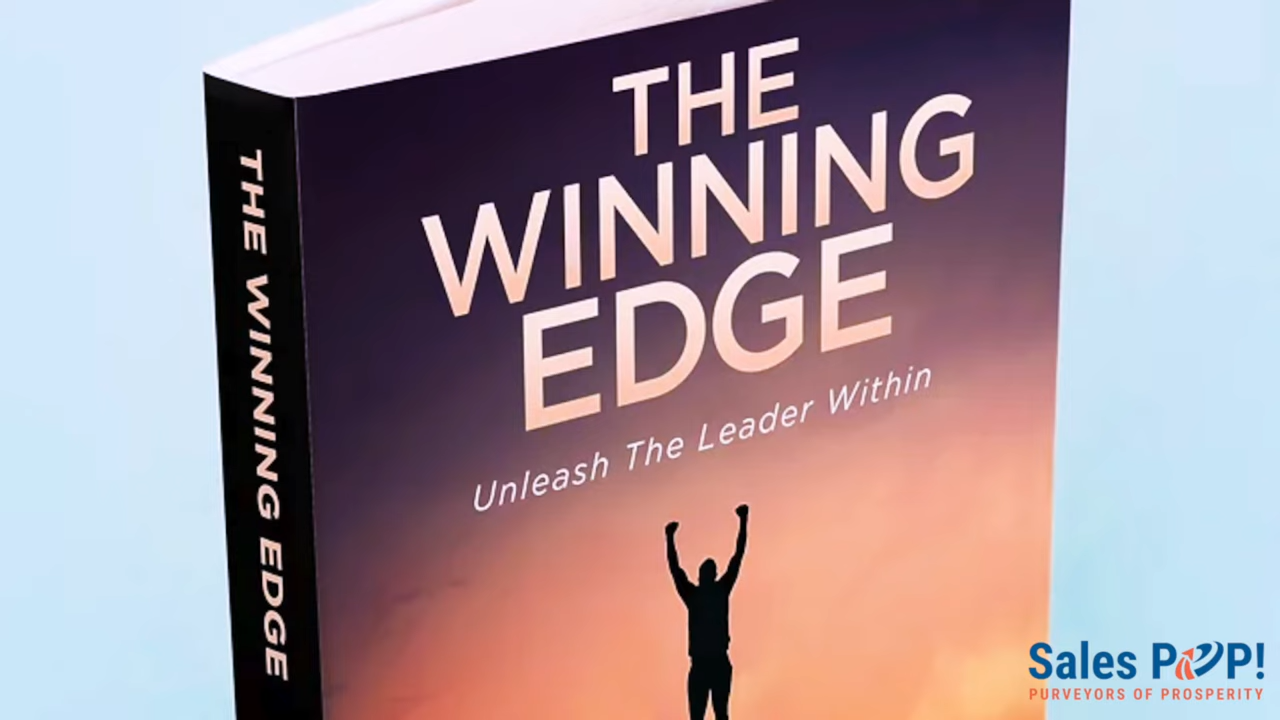 THE WINNING EDGE
THE
WINNING
EDGE
Unleash The Leader Within
Sales POP!
PURVEYORS OF PROSPERITY